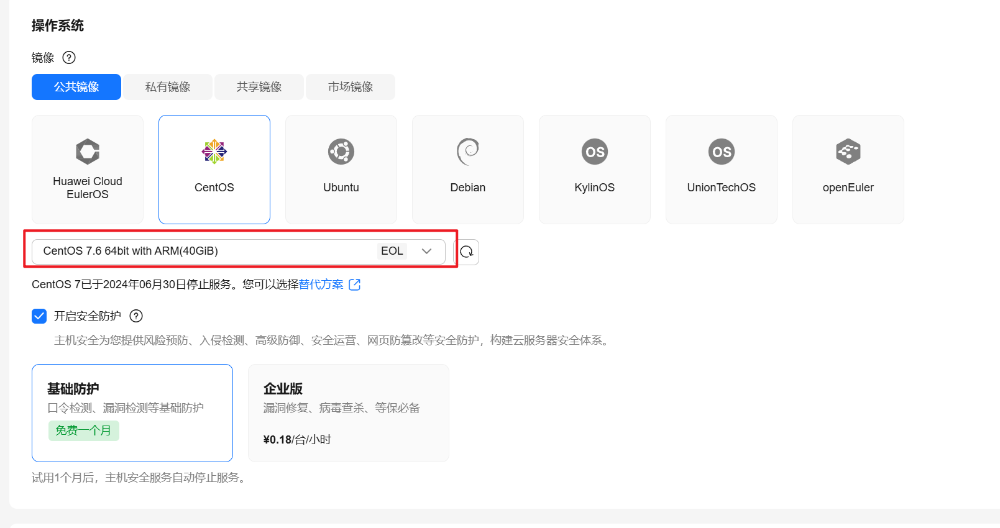 操作系统
镜像 ?
公共镜像 私有镜像 共享镜像 市场镜像
Huawei Cloud
EulerOS
CentOS
Ubuntu
Debian
OS
KylinOS
OS
UnionTechOS
openEuler
CentOS 7.6 64bit with ARM(40GiB) EOL
CentOS 7已于2024年06月30日停止服务。您可以选择替代方案
开启安全防护 ?
主机安全为您提供风险预防、入侵检测、高级防御、安全运营、网页防篡改等安全防护，构建云服务器安全体系。
基础防护
口令检测、漏洞检测等基础防护
免费一个月
企业版
漏洞修复、病毒查杀、等保必备
¥0.18/台/小时
试用1个月后，主机安全服务自动停止服务。